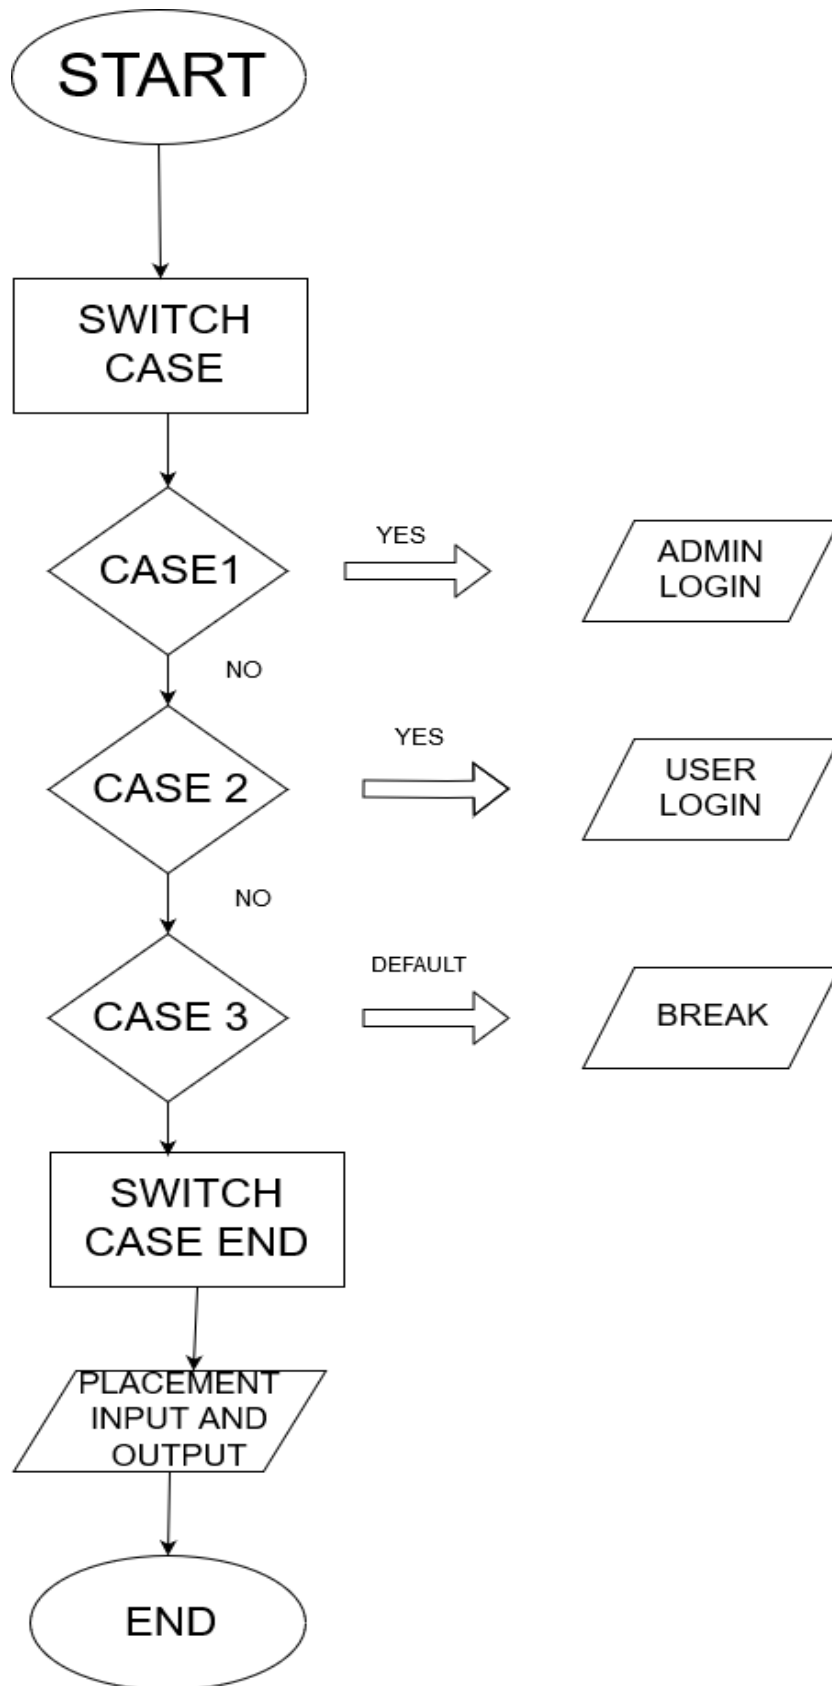 START
SWITCH
CASE
CASE1
YES
ADMIN
LOGIN
NO
CASE 2
YES
USER
LOGIN
NO
CASE 3
DEFAULT
BREAK
SWITCH
CASE END
PLACEMENT
INPUT AND
OUTPUT
END